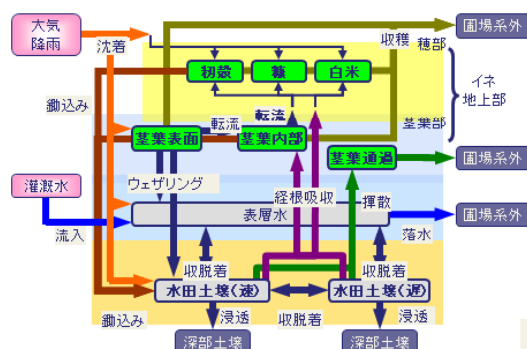 大気
降雨
沈着
収穫
穂部
圃場系外
籾殻
糠
白米
イネ
地上部
鋤込み
転流
茎葉部
茎葉表面
転流
茎葉内部
茎葉通過
圃場系外
灌漑水
ウェザリング
経根吸収
揮散
表層水
圃場系外
流入
落水
収脱着
収脱着
水田土壌(速)
水田土壌(遅)
鋤込み
浸透
収脱着
浸透
深部土壌
深部土壌